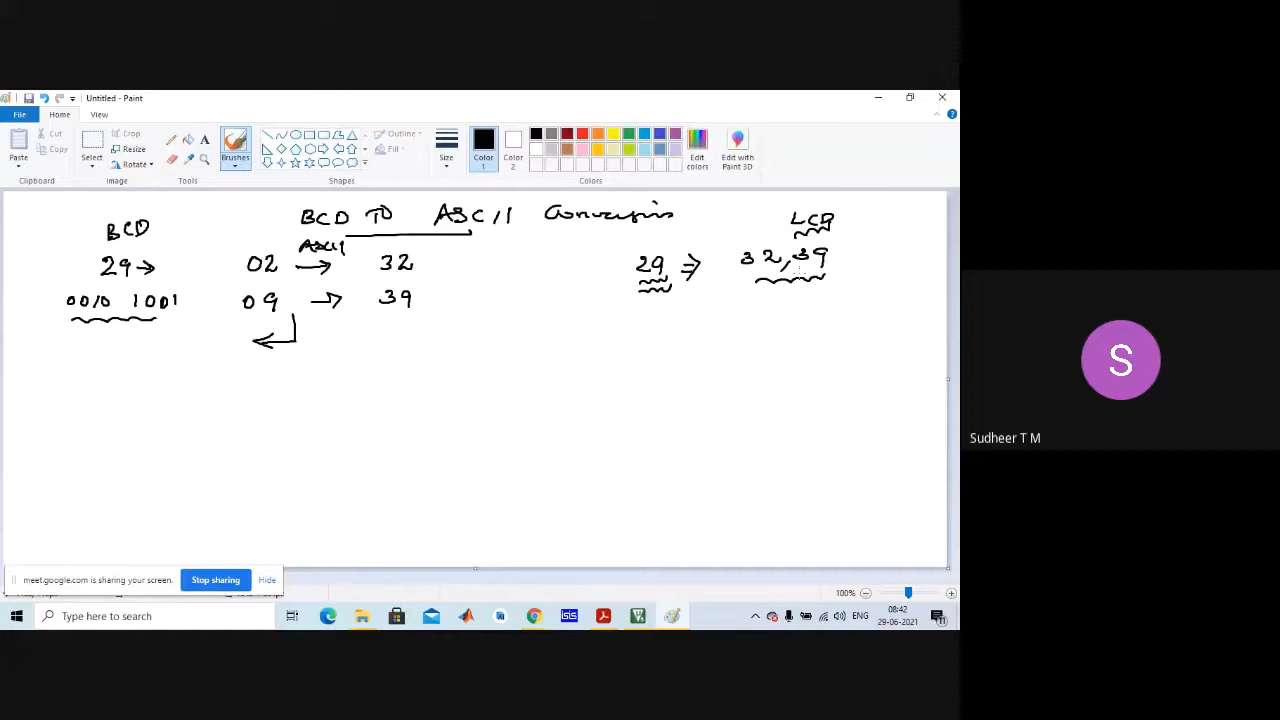 Untitled - Paint
File Home View
Paste
Cut
Copy
Clipboard
Select
Crop
Resize
Rotate
Image
Tools
Brushes
Outline
Fill
Shapes
Size
Color 1
Color 2
Edit colors
Edit with Paint 3D
Colors
BCD TO ASCII Conversion
BCD
LCD
ASCII
29 → 02 → 32
29 ⇒ 32,39
0010 1001 09 → 39
meet.google.com is sharing your screen. Stop sharing Hide
100%
Type here to search
ENG
08:42
29-06-2021
S
Sudheer T M